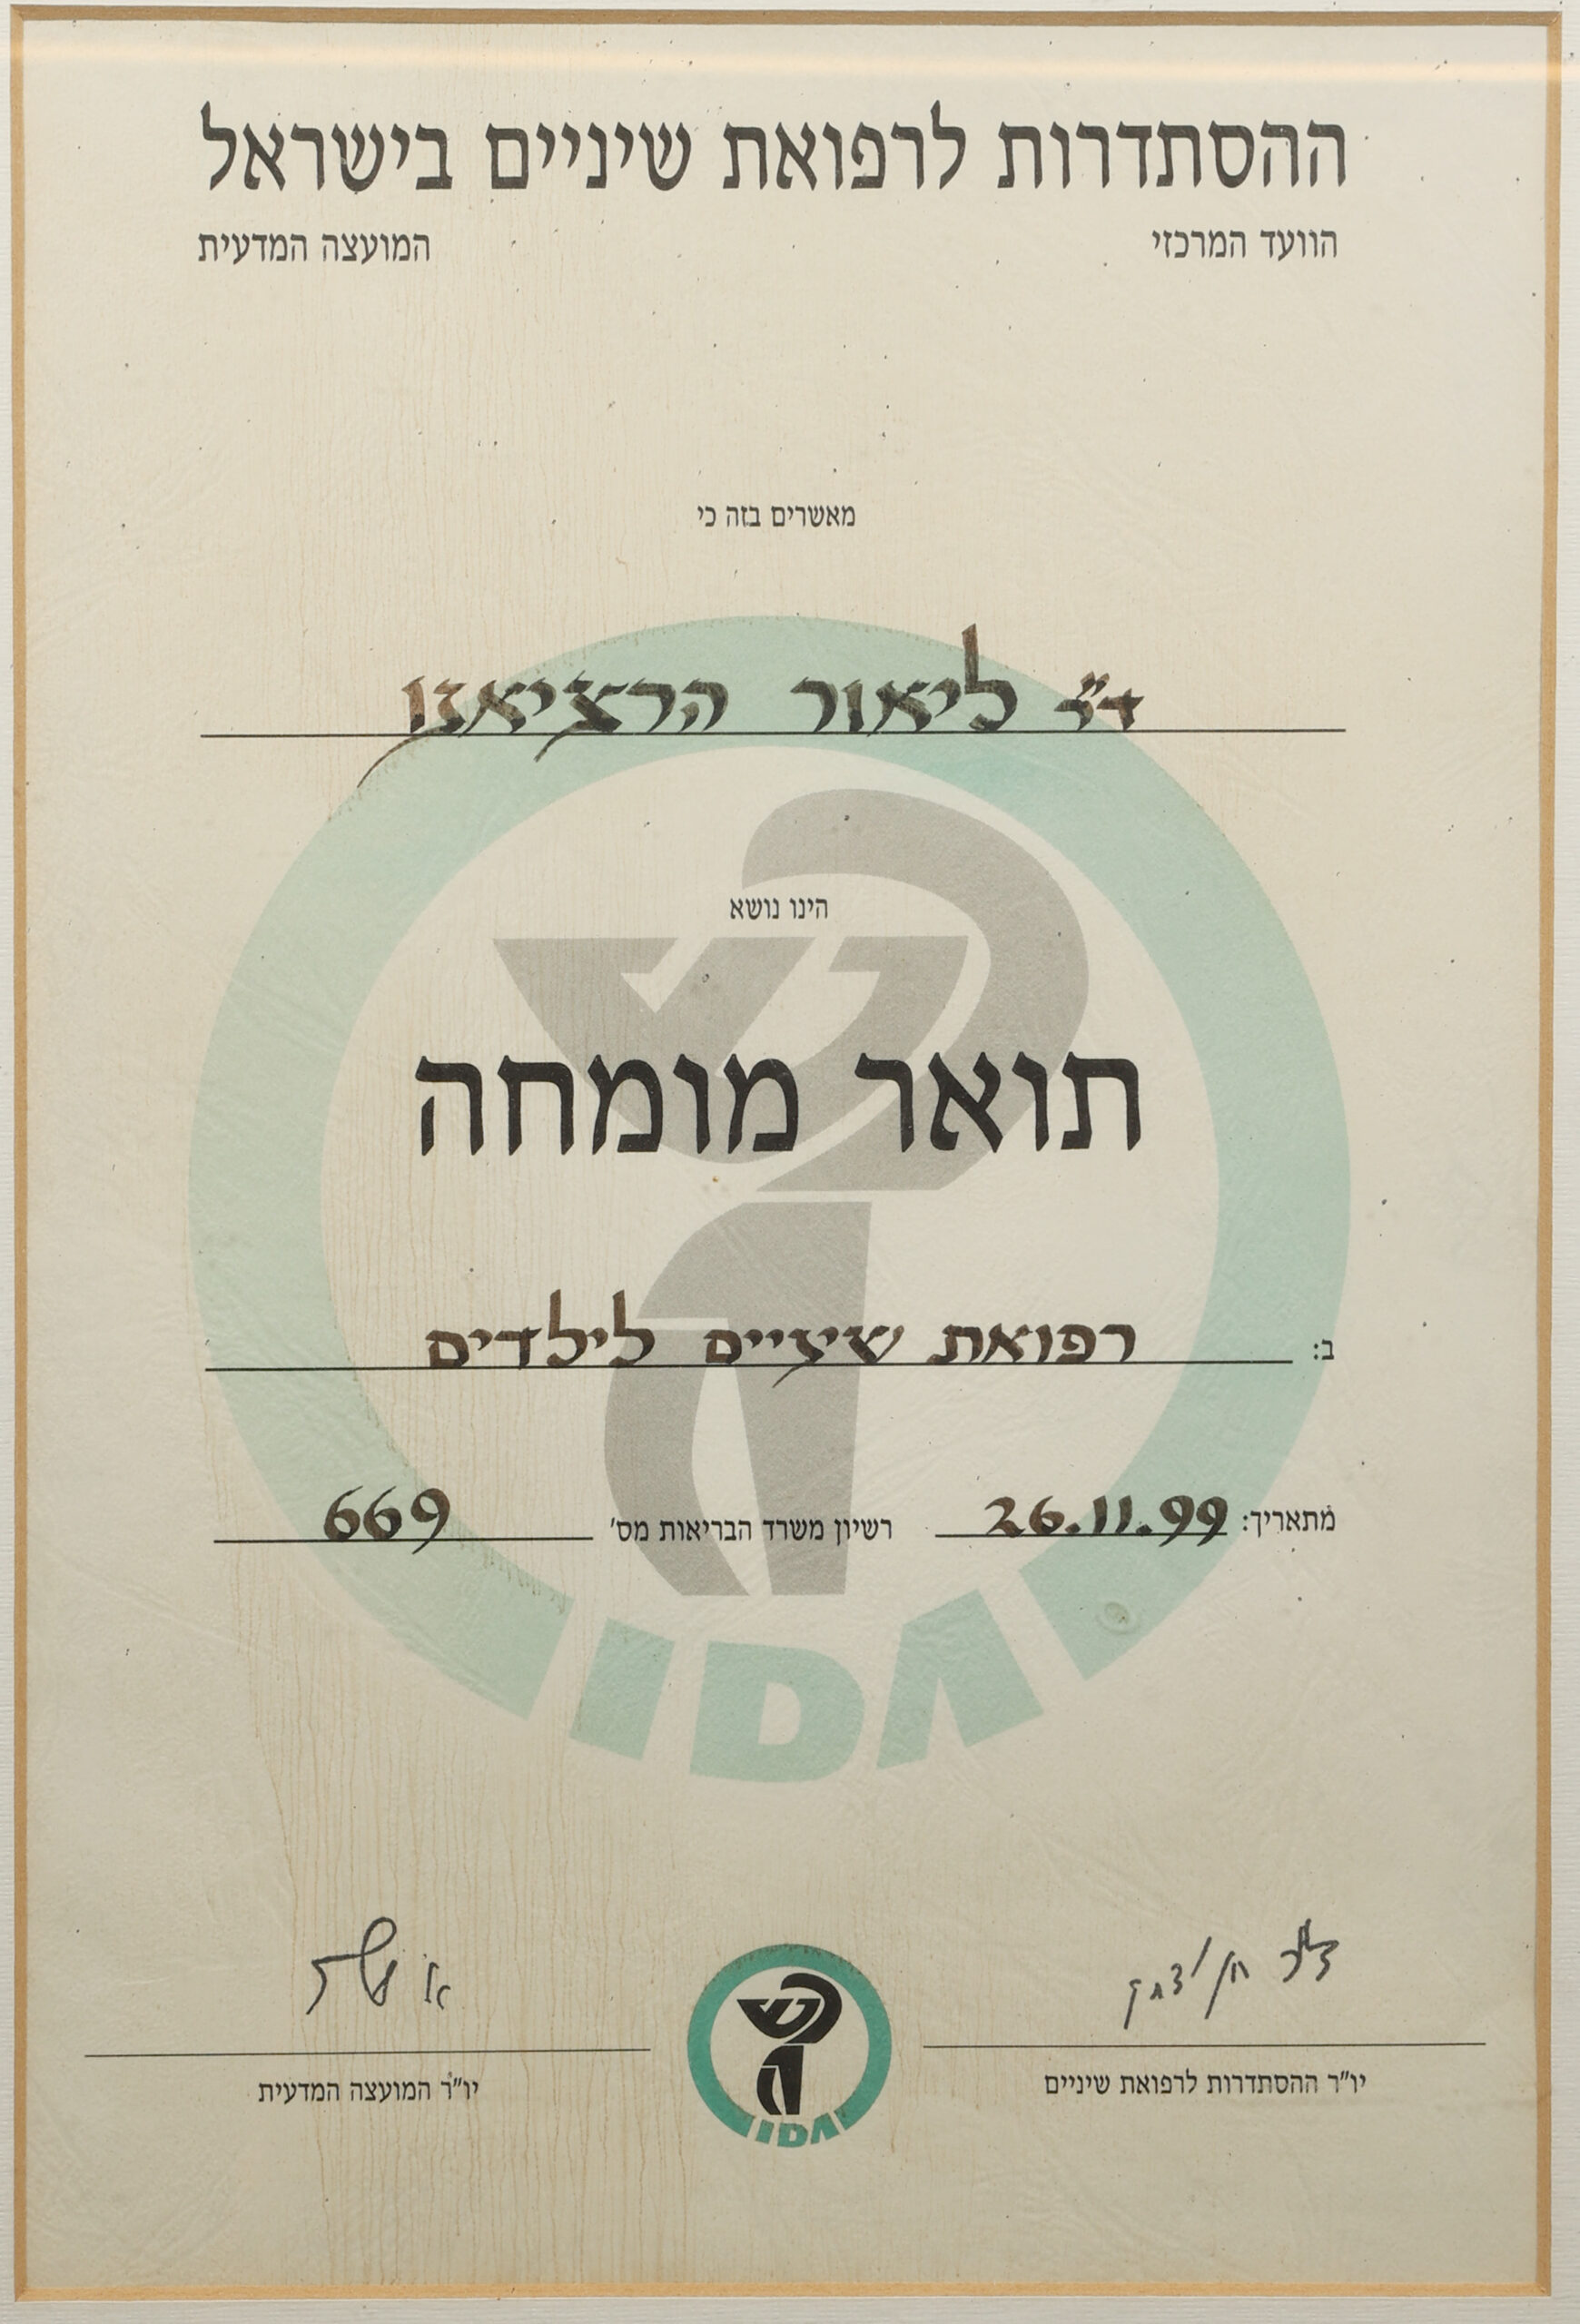 ההסתדרות לרפואת שיניים בישראל
הוועד המרכזי המועצה המדעית
מאשרים בזה כי
ד"ר ליאור הרציאנו
הינו נושא
תואר מומחה
ב: רפואת שיניים לילדים
מתאריך: 26.11.99 רשיון משרד הבריאות מס' 669
IDA
ד"ר חן יצחק
יו"ר ההסתדרות לרפואת שיניים יו"ר המועצה המדעית
IDA